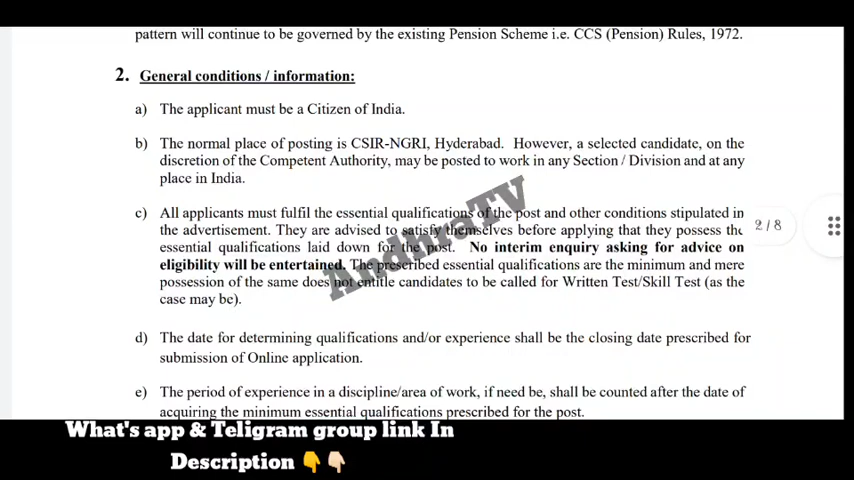 pattern will continue to be governed by the existing Pension Scheme i.e. CCS (Pension) Rules, 1972.
2. General conditions / information:
a) The applicant must be a Citizen of India.
b) The normal place of posting is CSIR-NGRI, Hyderabad. However, a selected candidate, on the
discretion of the Competent Authority, may be posted to work in any Section / Division and at any
place in India.
c) All applicants must fulfil the essential qualifications of the post and other conditions stipulated in
the advertisement. They are advised to satisfy themselves before applying that they possess the
essential qualifications laid down for the post. No interim enquiry asking for advice on
eligibility will be entertained. The prescribed essential qualifications are the minimum and mere
possession of the same does not entitle candidates to be called for Written Test/Skill Test (as the
case may be).
d) The date for determining qualifications and/or experience shall be the closing date prescribed for
submission of Online application.
e) The period of experience in a discipline/area of work, if need be, shall be counted after the date of
acquiring the minimum essential qualifications prescribed for the post.
2/8
AndhraTV
What's app & Teligram group link In
Description 👇👇🏻